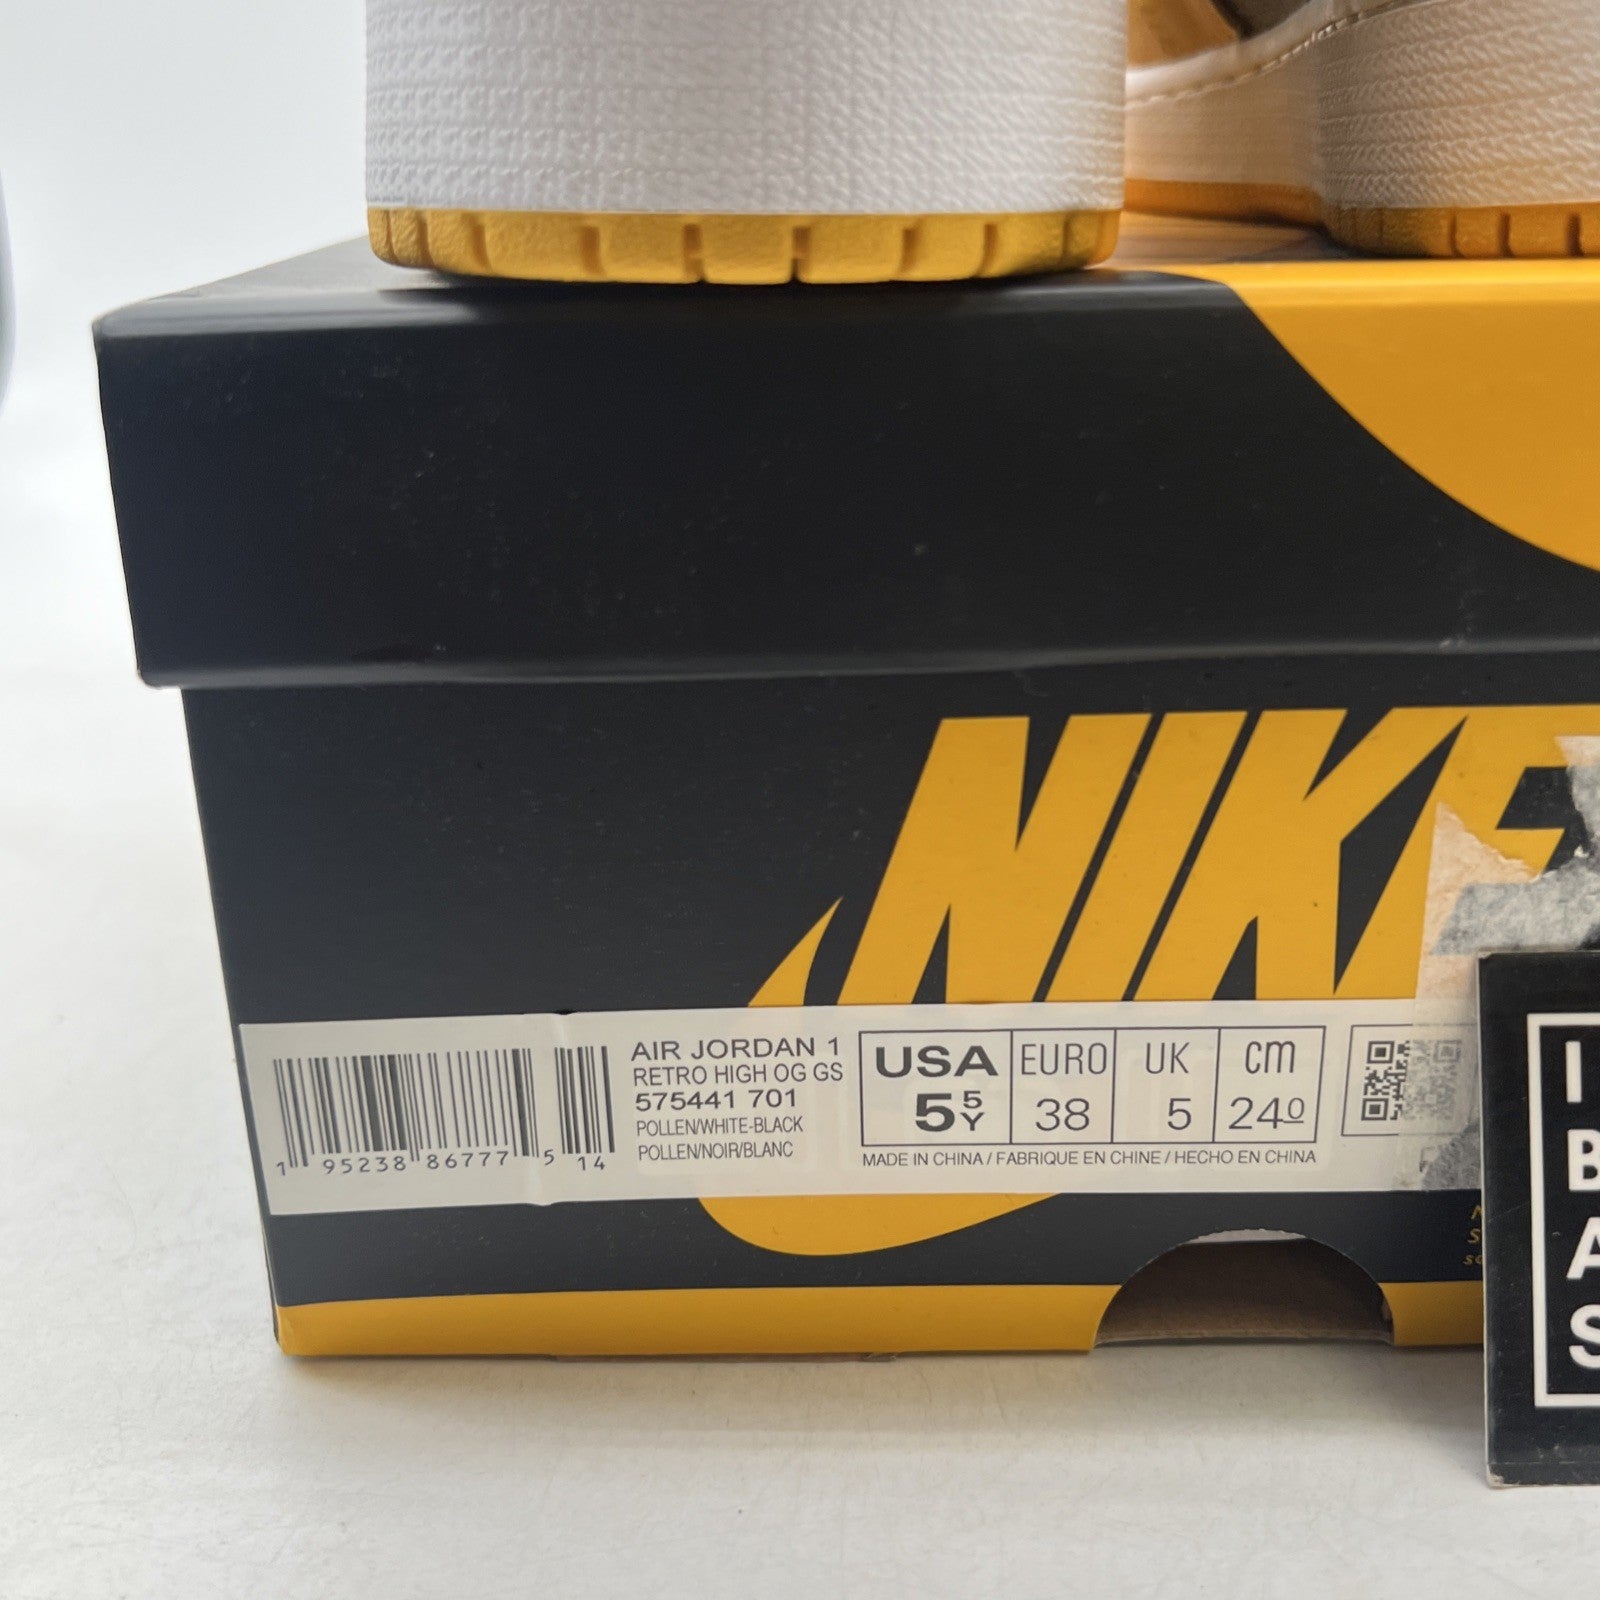 NIKE
AIR JORDAN 1
RETRO HIGH OG GS
575441 701
POLLEN/WHITE-BLACK
POLLEN/NOIR/BLANC
1 95238 86777 5 14
USA EURO UK cm
5 5Y 38 5 24 0
MADE IN CHINA / FABRIQUE EN CHINE / HECHO EN CHINA
I
B
A
S